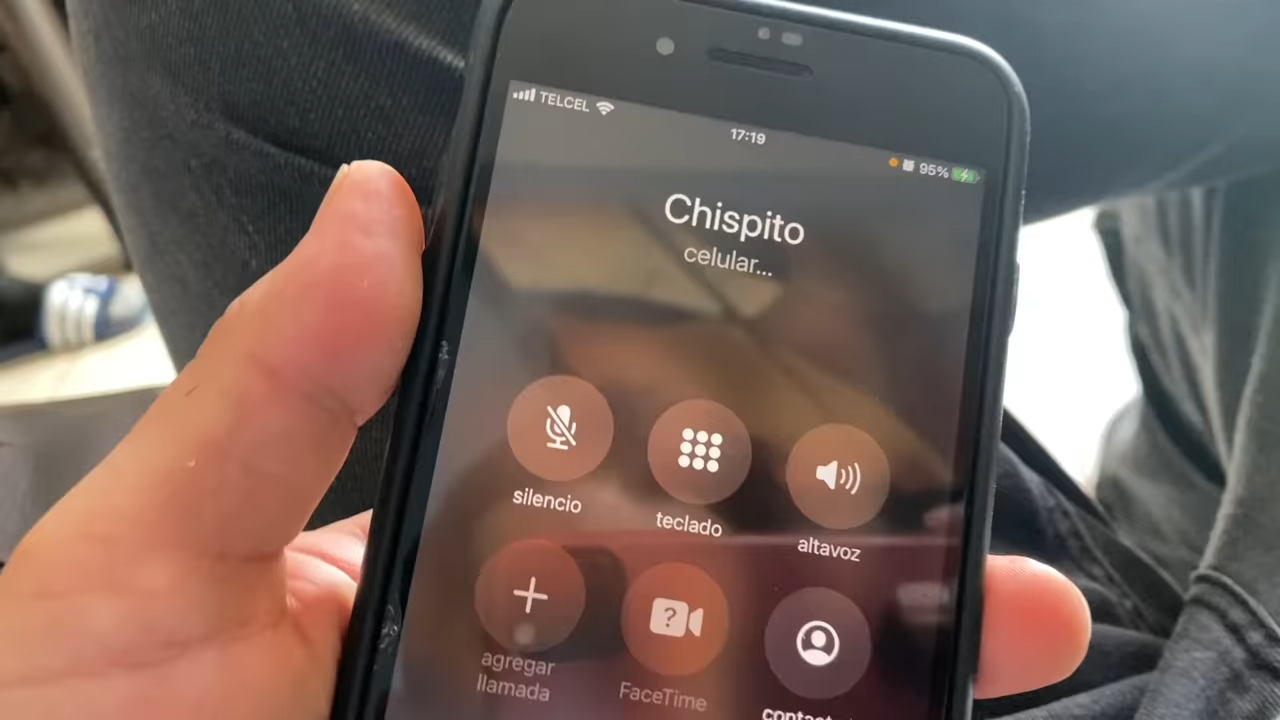 TELCEL
17:19
95%
Chispito
celular...
silencio
teclado
altavoz
agregar
llamada
?
FaceTime